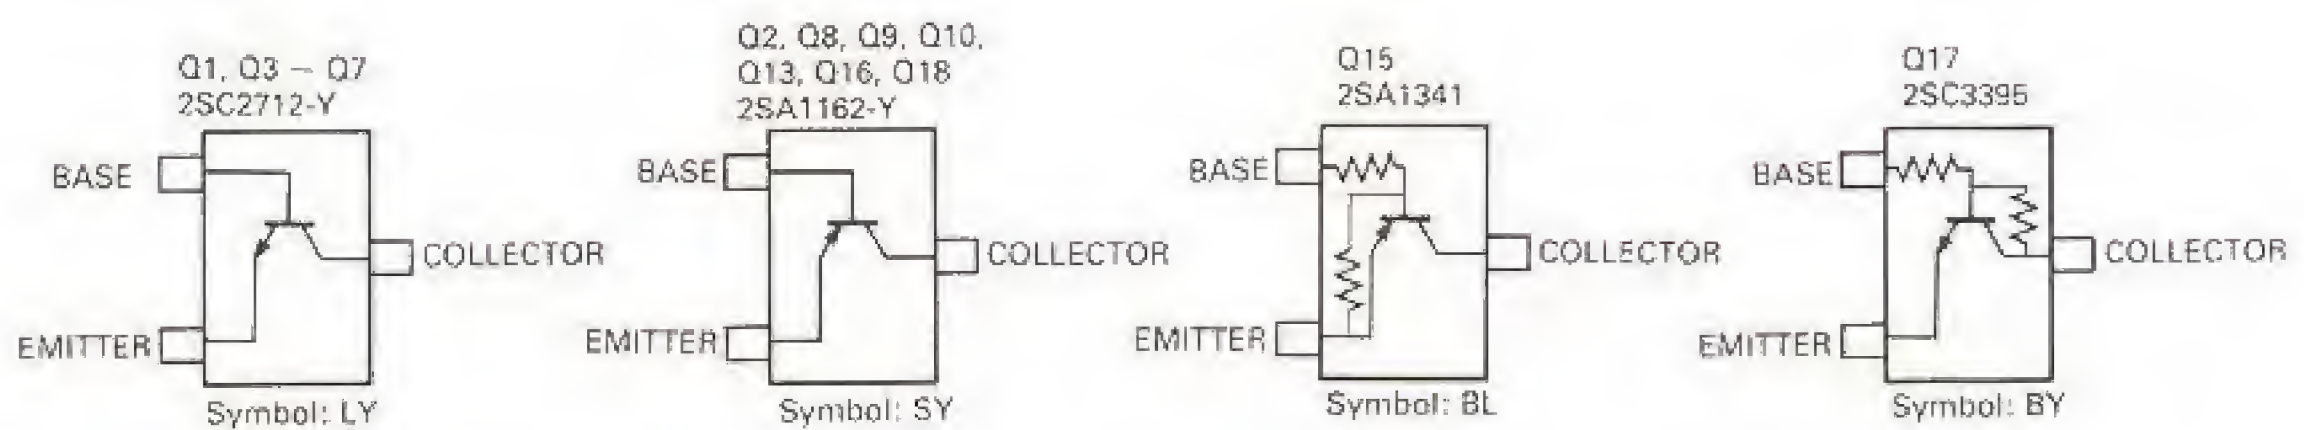 Q1, Q3 – Q7
2SC2712-Y
BASE
COLLECTOR
EMITTER
Symbol: LY
Q2, Q8, Q9, Q10,
Q13, Q16, Q18
2SA1162-Y
BASE
COLLECTOR
EMITTER
Symbol: SY
Q15
2SA1341
BASE
COLLECTOR
EMITTER
Symbol: BL
Q17
2SC3395
BASE
COLLECTOR
EMITTER
Symbol: BY